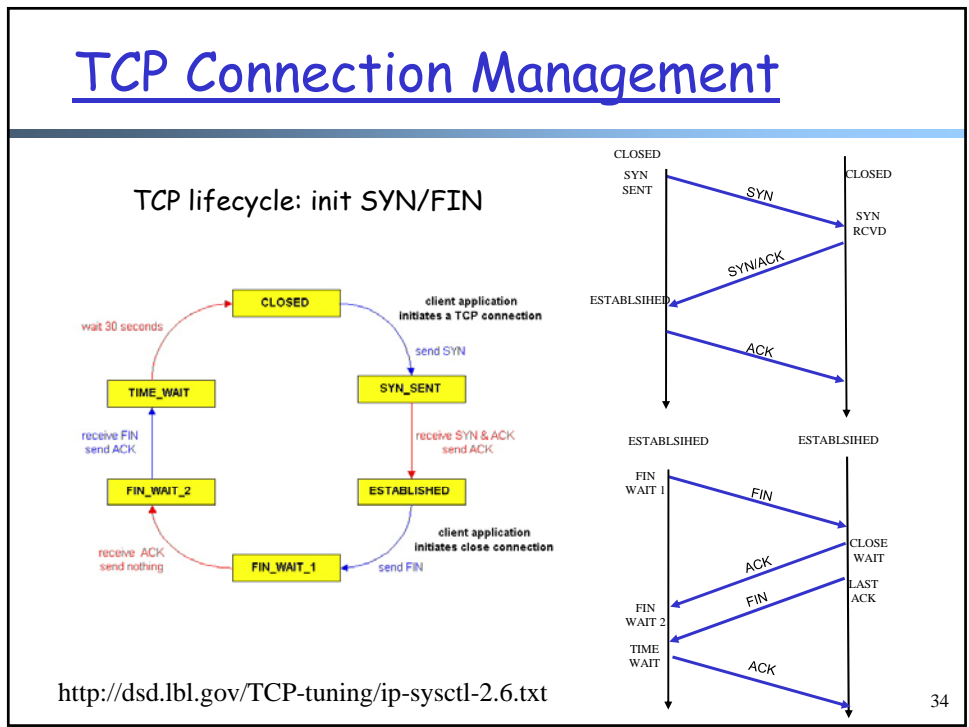 TCP Connection Management
TCP lifecycle: init SYN/FIN
CLOSED
client application
initiates a TCP connection
send SYN
SYN_SENT
receive SYN & ACK
send ACK
ESTABLISHED
client application
initiates close connection
send FIN
FIN_WAIT_1
receive ACK
send nothing
FIN_WAIT_2
receive FIN
send ACK
TIME_WAIT
wait 30 seconds
CLOSED
SYN
SENT
CLOSED
SYN
SYN
RCVD
SYN/ACK
ESTABLSIHED
ACK
ESTABLSIHED
ESTABLSIHED
FIN
WAIT 1
FIN
CLOSE
WAIT
ACK
LAST
ACK
FIN
FIN
WAIT 2
TIME
WAIT
ACK
http://dsd.lbl.gov/TCP-tuning/ip-sysctl-2.6.txt
34